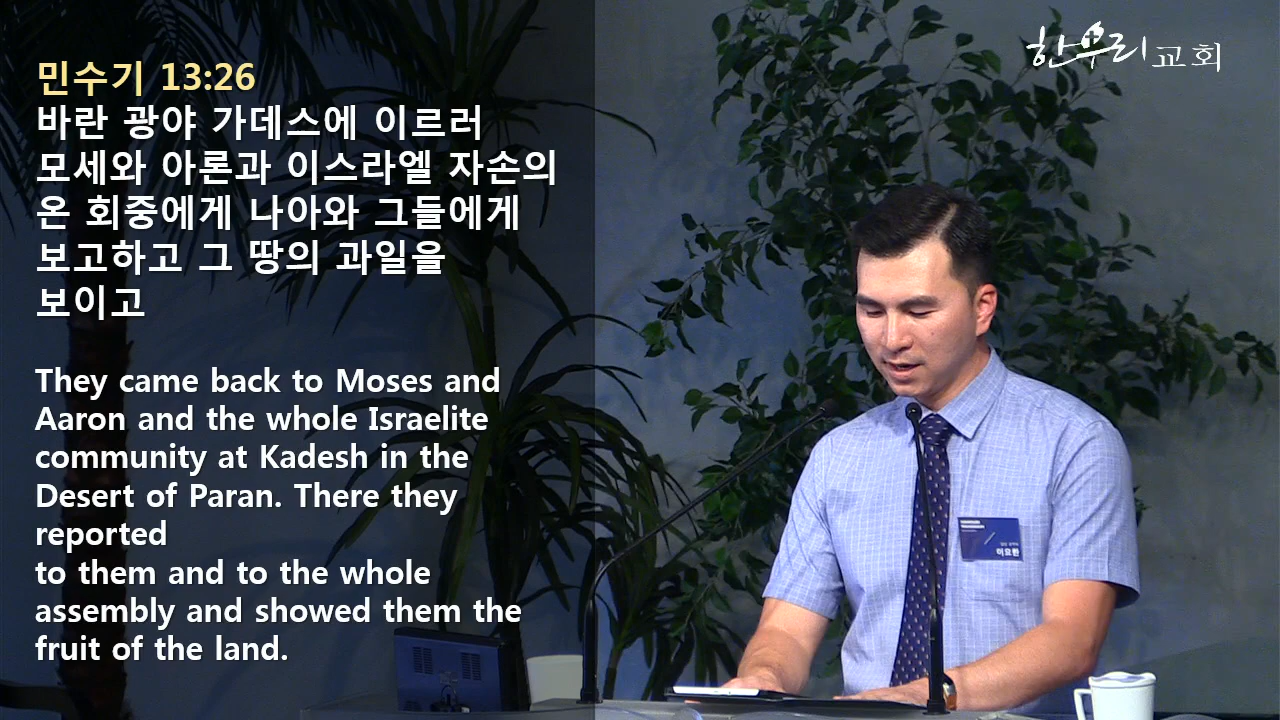 민수기 13:26
바란 광야 가데스에 이르러
모세와 아론과 이스라엘 자손의
온 회중에게 나아와 그들에게
보고하고 그 땅의 과일을
보이고
They came back to Moses and
Aaron and the whole Israelite
community at Kadesh in the
Desert of Paran. There they
reported
to them and to the whole
assembly and showed them the
fruit of the land.
한우리교회
이요한